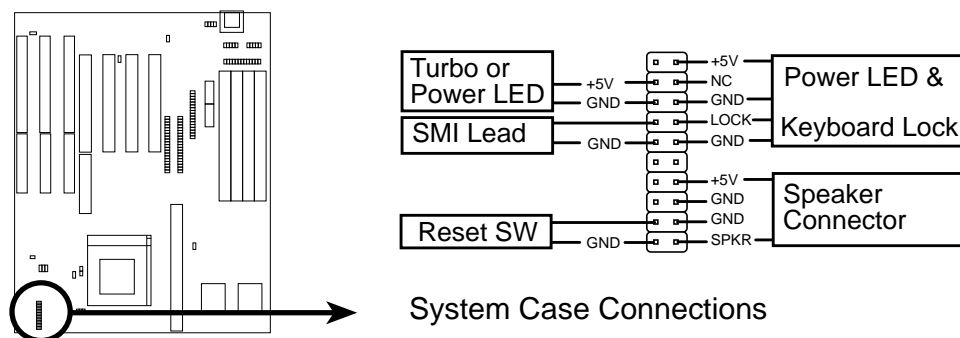 Turbo or
Power LED
+5V
GND
SMI Lead
GND
Reset SW
GND
+5V
NC
GND
LOCK
GND
Power LED &
Keyboard Lock
+5V
GND
GND
SPKR
Speaker
Connector
System Case Connections